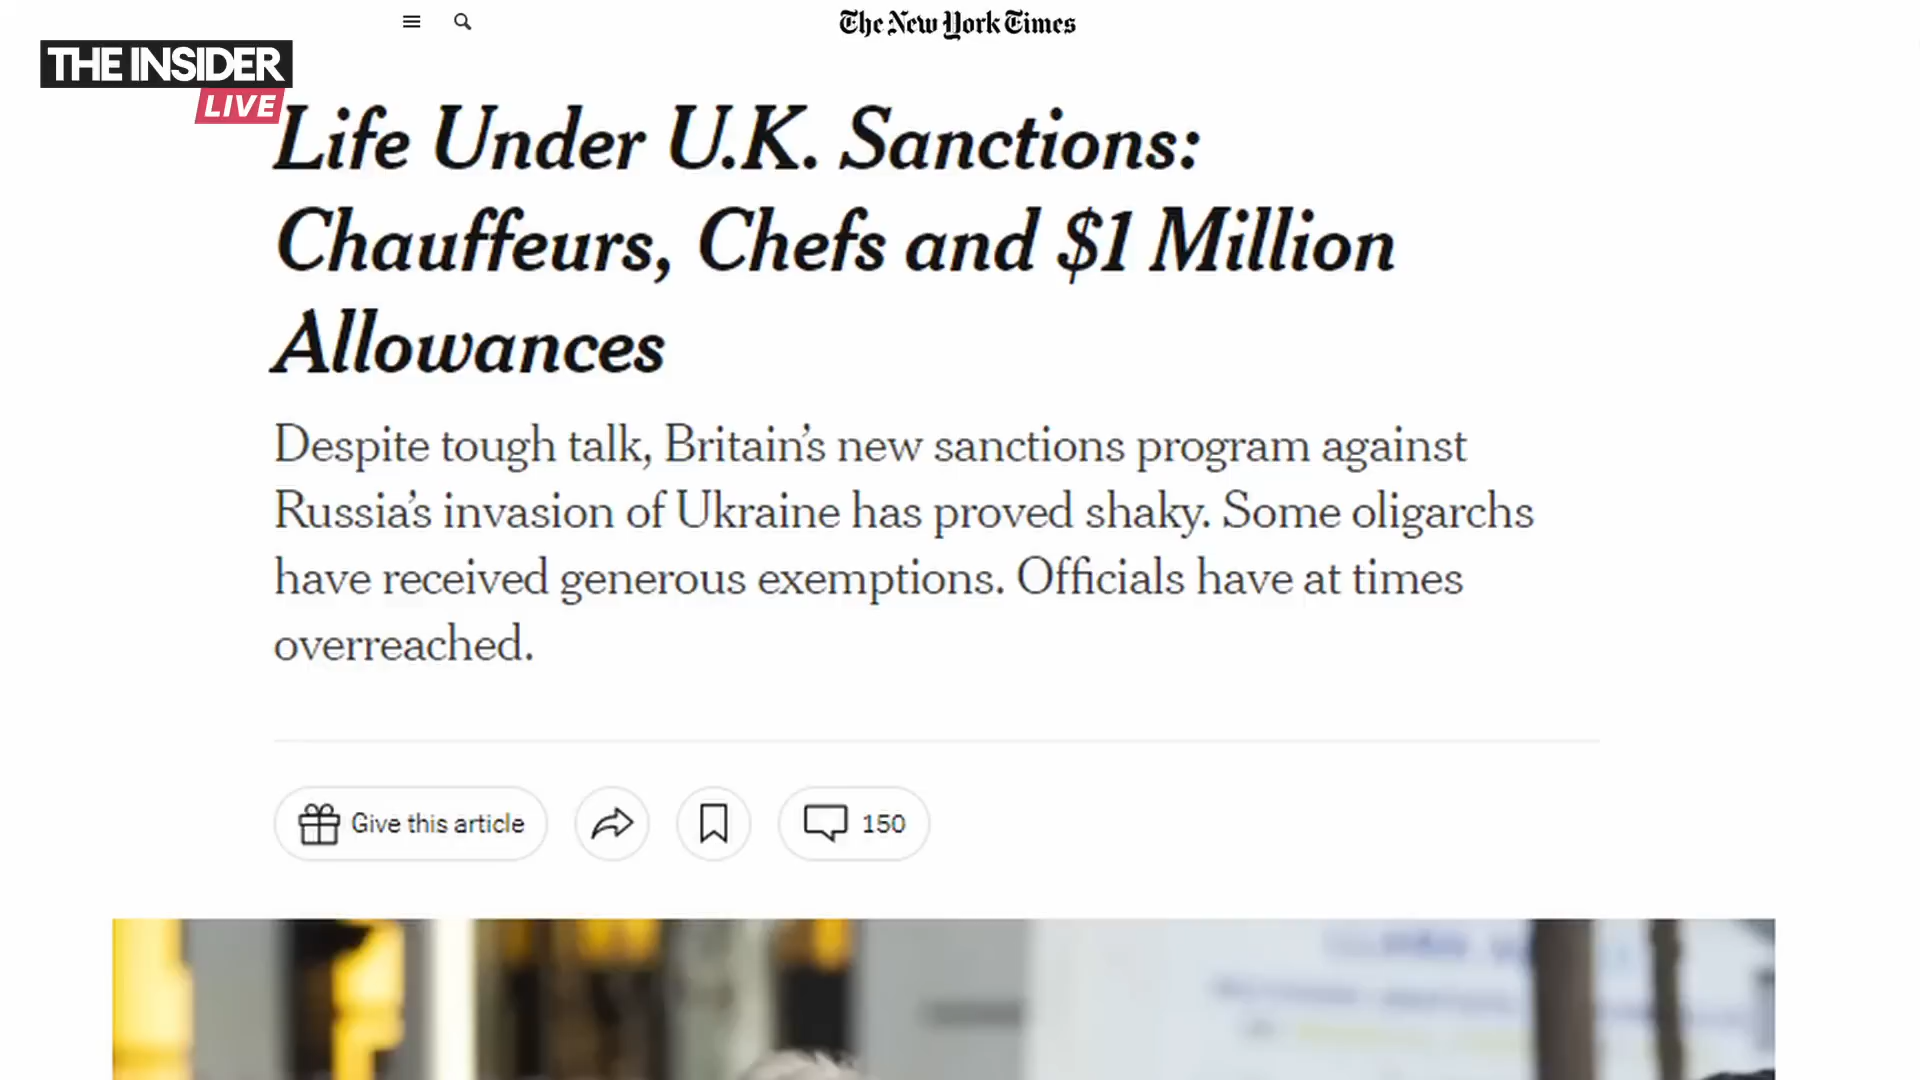 The New York Times
THE INSIDER
LIVE
Life Under U.K. Sanctions:
Chauffeurs, Chefs and $1 Million
Allowances
Despite tough talk, Britain’s new sanctions program against
Russia’s invasion of Ukraine has proved shaky. Some oligarchs
have received generous exemptions. Officials have at times
overreached.
Give this article
150